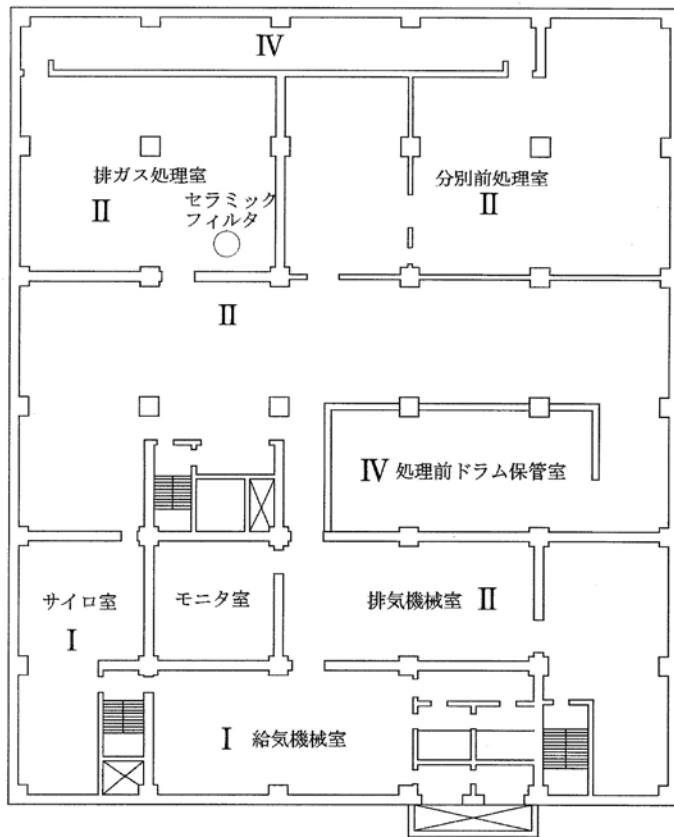 IV
排ガス処理室
II
セラミック
フィルタ
分別前処理室
II
II
IV 処理前ドラム保管室
サイロ室
I
モニタ室
排気機械室 II
I 給気機械室